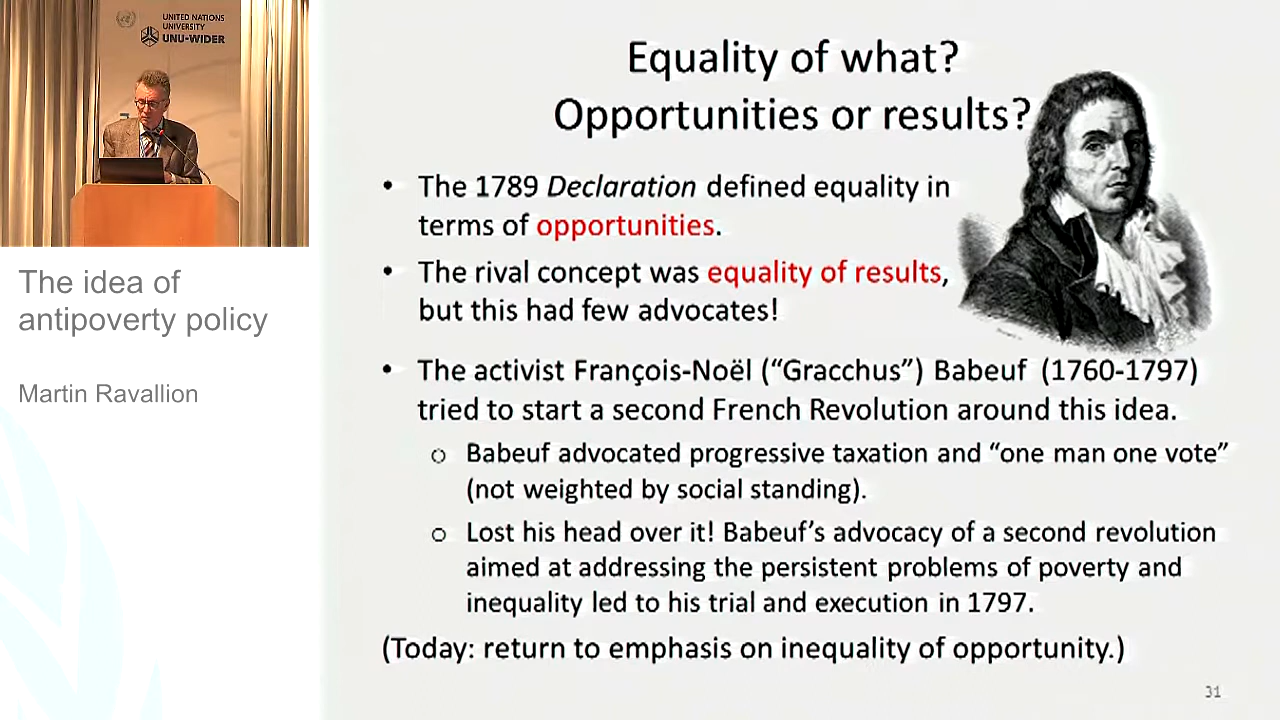 UNITED NATIONS
UNIVERSITY
UNU-WIDER
The idea of
antipoverty policy
Martin Ravallion
Equality of what?
Opportunities or results?
• The 1789 Declaration defined equality in
terms of opportunities.
• The rival concept was equality of results,
but this had few advocates!
• The activist François-Noël (“Gracchus”) Babeuf (1760-1797)
tried to start a second French Revolution around this idea.
o Babeuf advocated progressive taxation and “one man one vote”
(not weighted by social standing).
o Lost his head over it! Babeuf’s advocacy of a second revolution
aimed at addressing the persistent problems of poverty and
inequality led to his trial and execution in 1797.
(Today: return to emphasis on inequality of opportunity.)
31